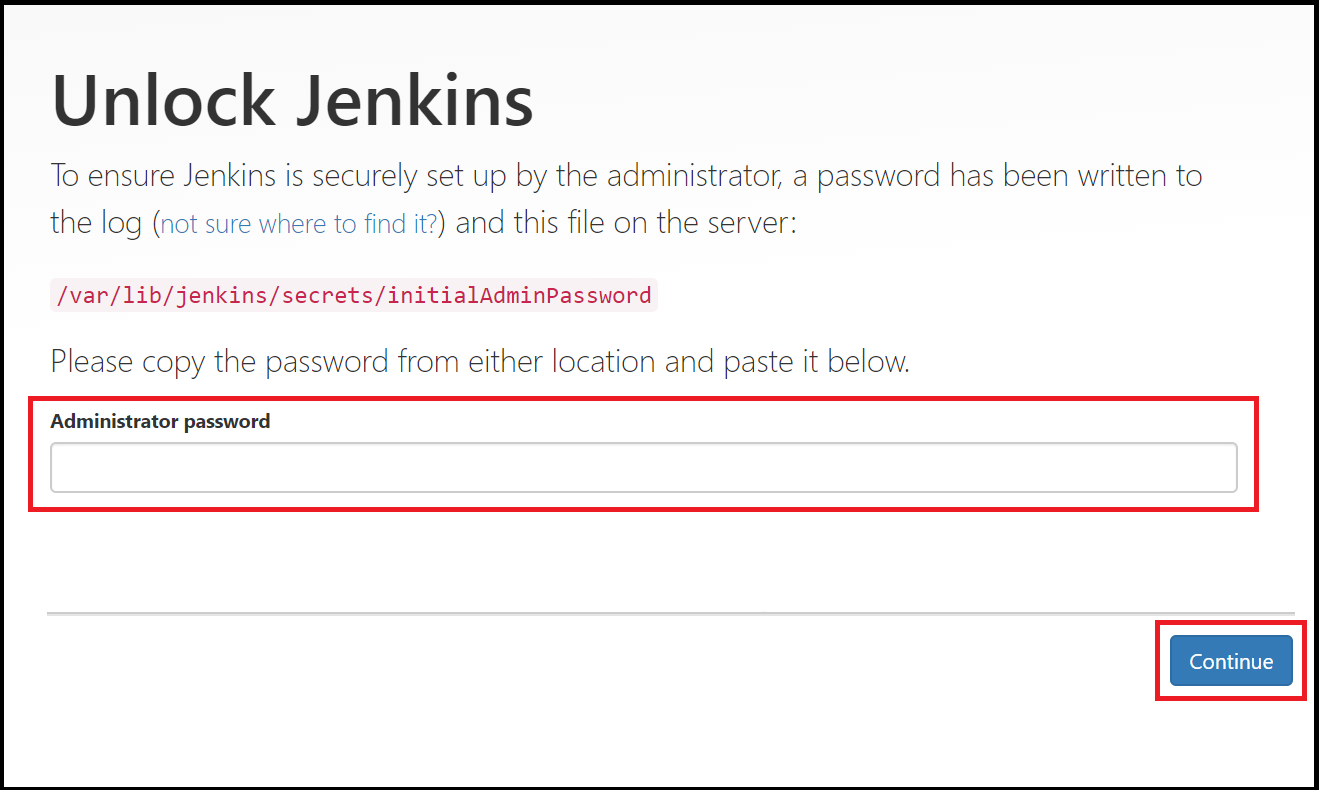 Unlock Jenkins
To ensure Jenkins is securely set up by the administrator, a password has been written to
the log (not sure where to find it?) and this file on the server:
/var/lib/jenkins/secrets/initialAdminPassword
Please copy the password from either location and paste it below.
Administrator password
Continue